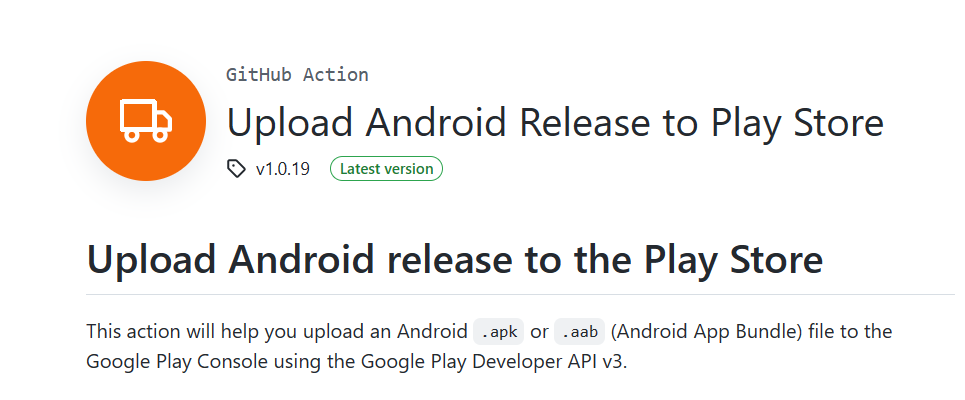 GitHub Action
Upload Android Release to Play Store
v1.0.19 Latest version
Upload Android release to the Play Store
This action will help you upload an Android .apk or .aab (Android App Bundle) file to the
Google Play Console using the Google Play Developer API v3.